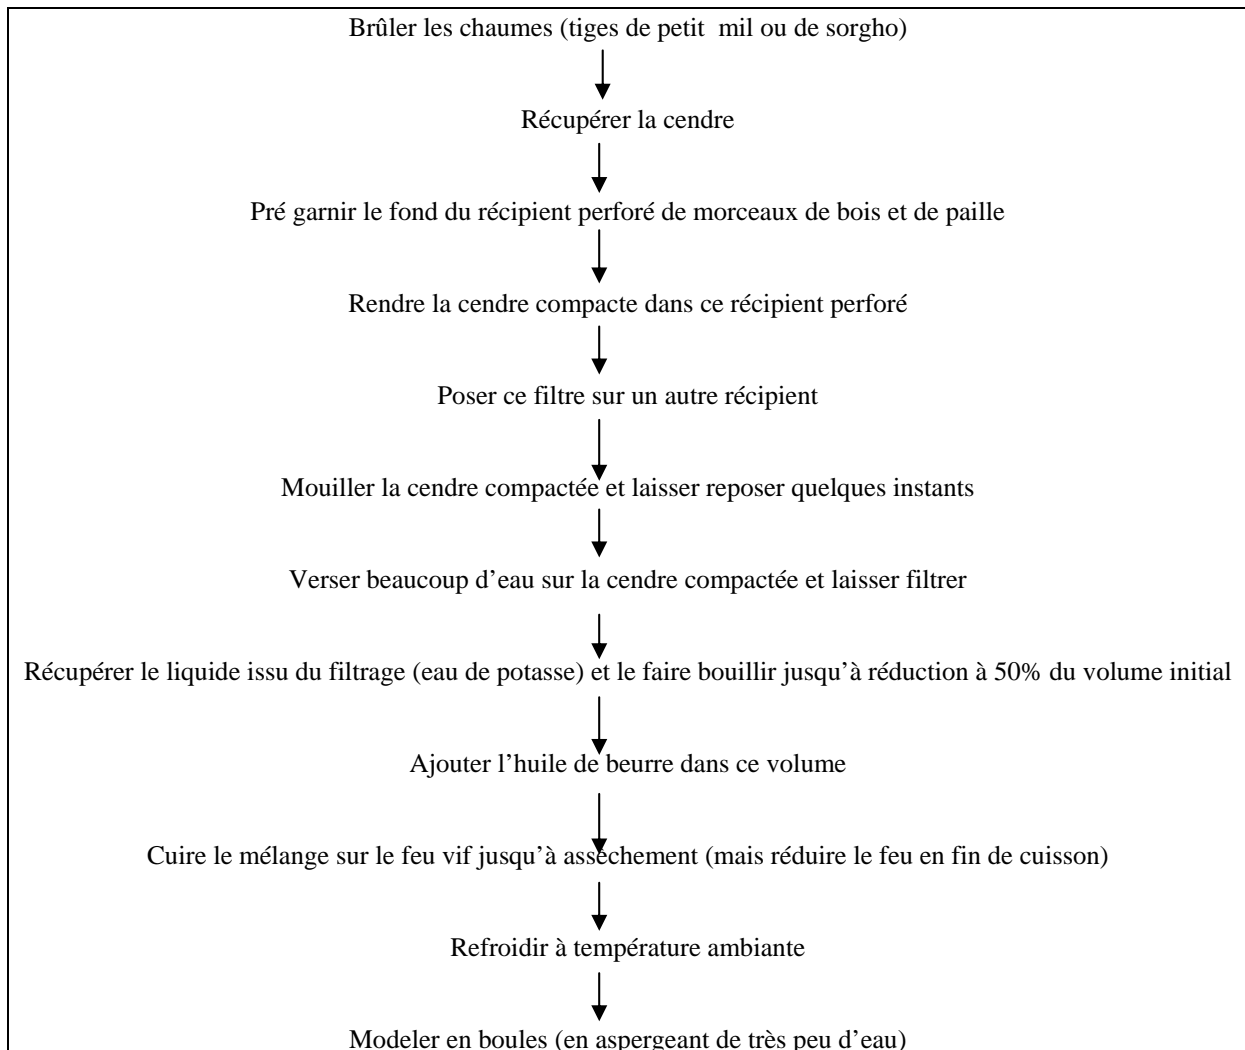 Brûler les chaumes (tiges de petit mil ou de sorgho)
Récupérer la cendre
Pré garnir le fond du récipient perforé de morceaux de bois et de paille
Rendre la cendre compacte dans ce récipient perforé
Poser ce filtre sur un autre récipient
Mouiller la cendre compactée et laisser reposer quelques instants
Verser beaucoup d’eau sur la cendre compactée et laisser filtrer
Récupérer le liquide issu du filtrage (eau de potasse) et le faire bouillir jusqu’à réduction à 50% du volume initial
Ajouter l’huile de beurre dans ce volume
Cuire le mélange sur le feu vif jusqu’à assèchement (mais réduire le feu en fin de cuisson)
Refroidir à température ambiante
Modeler en boules (en aspergeant de très peu d’eau)